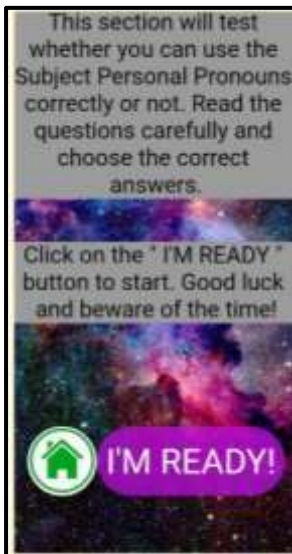 This section will test
whether you can use the
Subject Personal Pronouns
correctly or not. Read the
questions carefully and
choose the correct
answers.
Click on the " I'M READY "
button to start. Good luck
and beware of the time!
I'M READY!